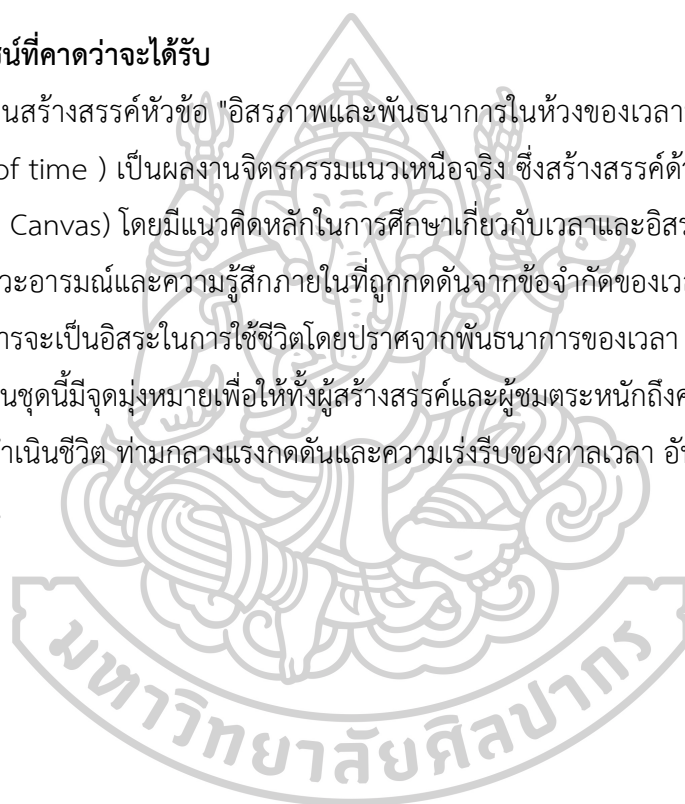 น์ที่คาดว่าจะได้รับ
นสร้างสรรค์หัวข้อ "อิสรภาพและพันธนาการในห้วงของเวลา
of time ) เป็นผลงานจิตรกรรมแนวเหนือจริง ซึ่งสร้างสรรค์ด้
Canvas) โดยมีแนวคิดหลักในการศึกษาเกี่ยวกับเวลาและอิสร
วะอารมณ์และความรู้สึกภายในที่ถูกกดดันจากข้อจำกัดของเวล
ารจะเป็นอิสระในการใช้ชีวิตโดยปราศจากพันธนาการของเวลา
นชุดนี้มีจุดมุ่งหมายเพื่อให้ทั้งผู้สร้างสรรค์และผู้ชมตระหนักถึงค
ำเนินชีวิต ท่ามกลางแรงกดดันและความเร่งรีบของกาลเวลา อั
มหาวิทยาลัยศิลปากร